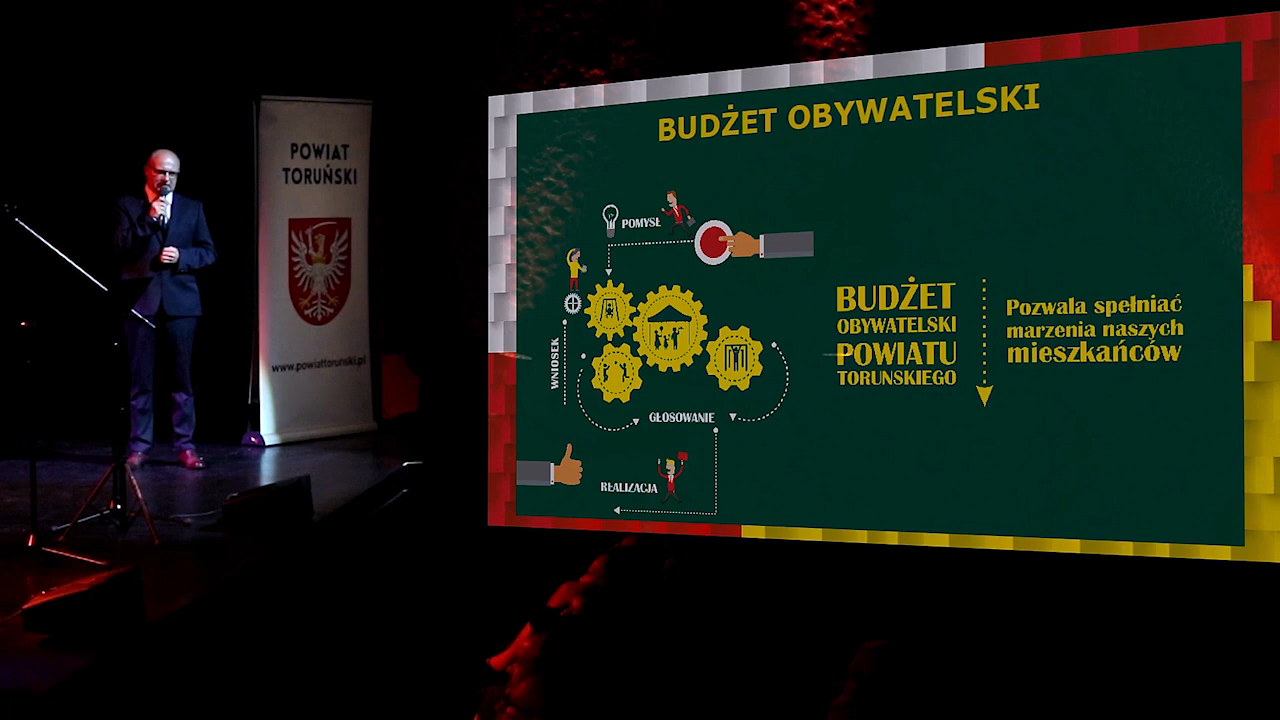 POWIAT
TORUŃSKI
www.powiattorunski.pl
BUDŻET OBYWATELSKI
POMYSŁ
WNIOSEK
GŁOSOWANIE
REALIZACJA
BUDŻET
OBYWATELSKI
POWIATU
TORUNSKIEGO
Pozwala spełniać
marzenia naszych
mieszkańców